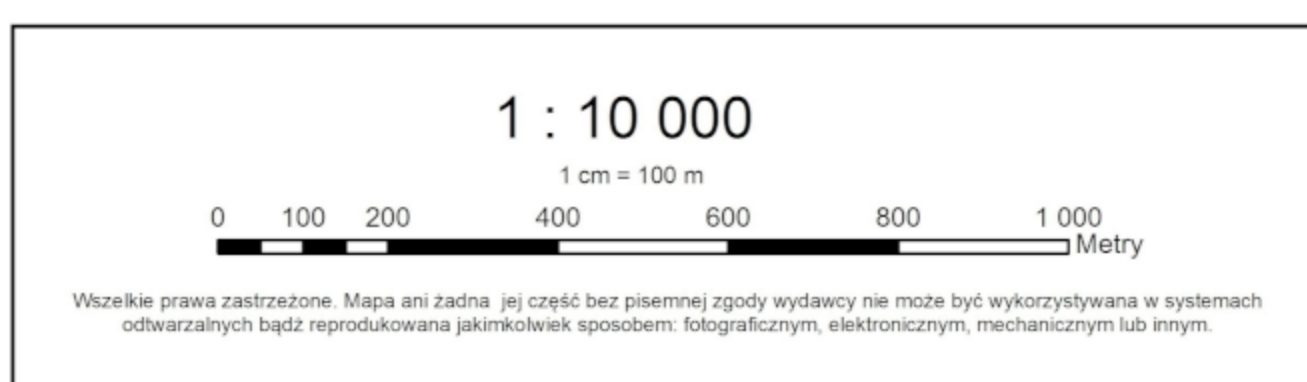 1 : 10 000
1 cm = 100 m
0 100 200 400 600 800 1 000
Metry
Wszelkie prawa zastrzeżone. Mapa ani żadna jej część bez pisemnej zgody wydawcy nie może być wykorzystywana w systemach
odtwarzalnych bądź reprodukowana jakimkolwiek sposobem: fotograficznym, elektronicznym, mechanicznym lub innym.